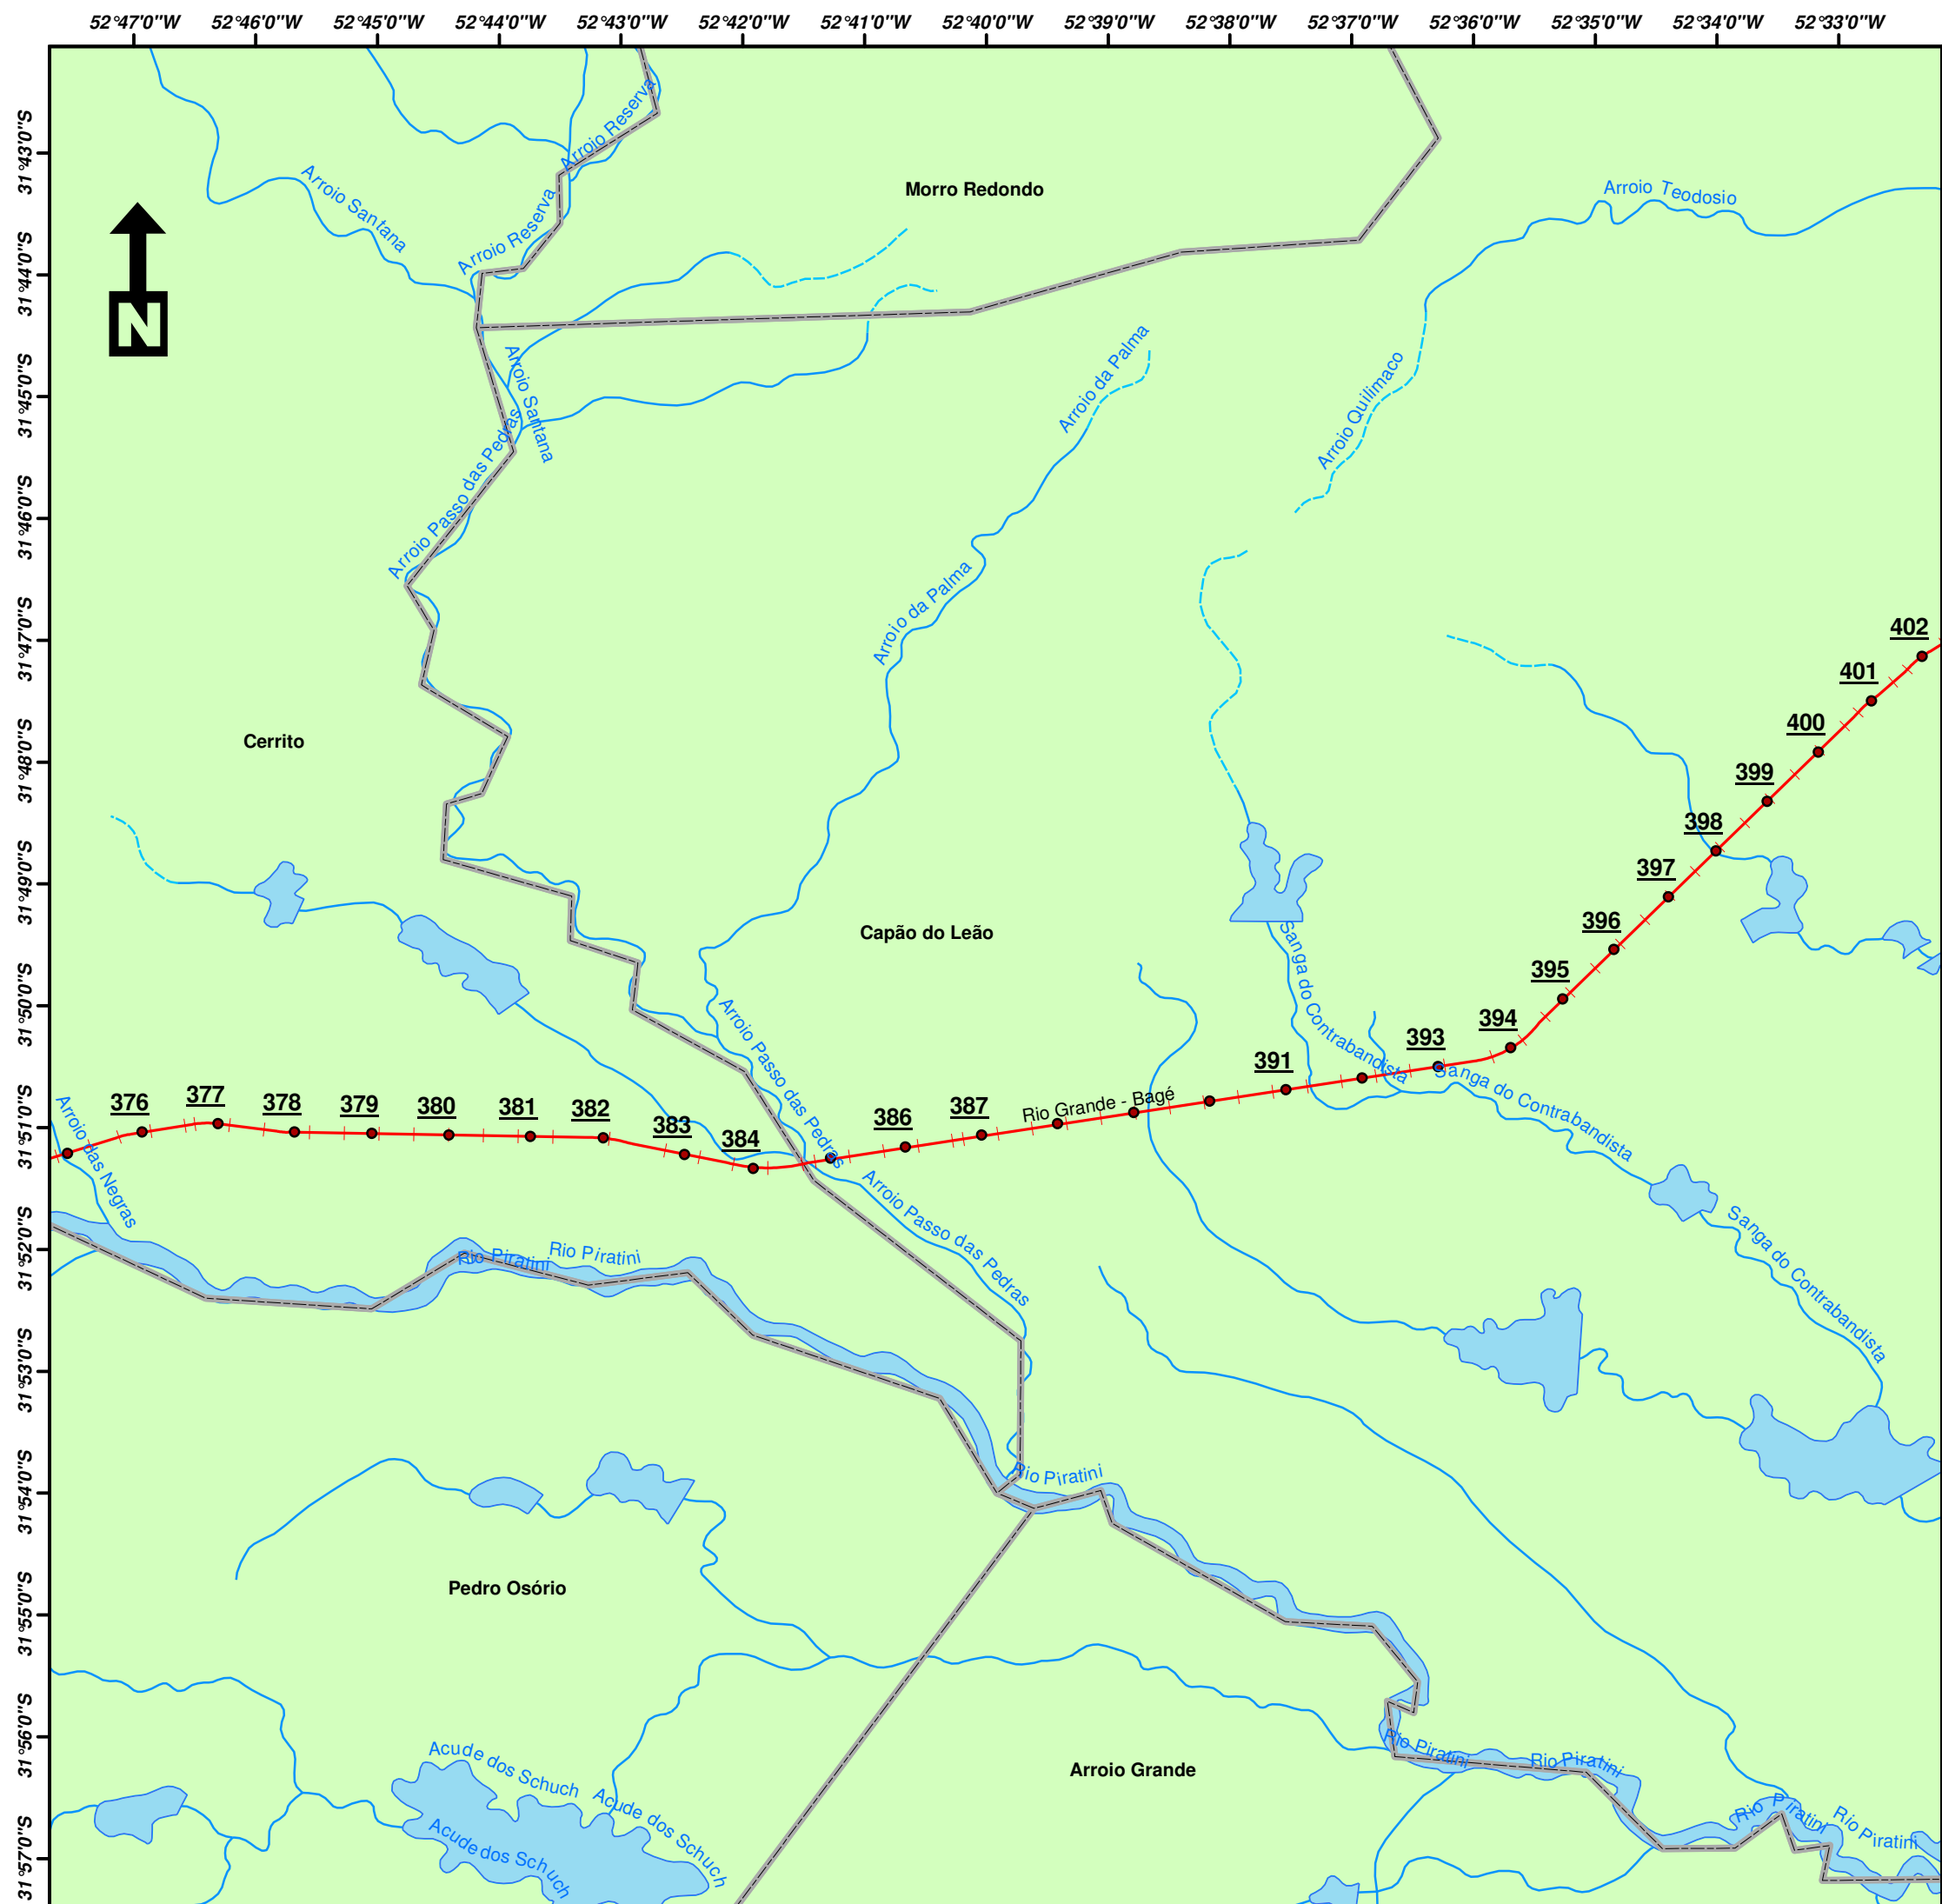 52°47'0"W 52°46'0"W 52°45'0"W 52°44'0"W 52°43'0"W 52°42'0"W 52°41'0"W 52°40'0"W 52°39'0"W 52°38'0"W 52°37'0"W 52°36'0"W 52°35'0"W 52°34'0"W 52°33'0"W
31°43'0"S
31°44'0"S
31°45'0"S
31°46'0"S
31°47'0"S
31°48'0"S
31°49'0"S
31°50'0"S
31°51'0"S
31°52'0"S
31°53'0"S
31°54'0"S
31°55'0"S
31°56'0"S
31°57'0"S
N
Arroio Reserva
Arroio Santana
Morro Redondo
Arroio Teodosio
Arroio Reserva
Arroio Santana
Arroio da Palma
Arroio Quilimaco
Arroio Passo das Pedras
Arroio da Palma
Cerrito
Capão do Leão
402
401
400
399
398
397
396
395
394
393
391
Sanga do Contrabandista
Sanga do Contrabandista
Sanga do Contrabandista
Rio Grande - Bagé
387
386
384
383
382
381
380
379
378
377
376
Arroio Passo das Pedras
Arroio Passo das Pedras
Arroio das Negras
Rio Piratini
Rio Piratini
Rio Piratini
Pedro Osório
Arroio Grande
Acude dos Schuch
Acude dos Schuch
Acude dos Schuch
Rio Piratini
Rio Piratini
Rio Piratini
Rio Piratini